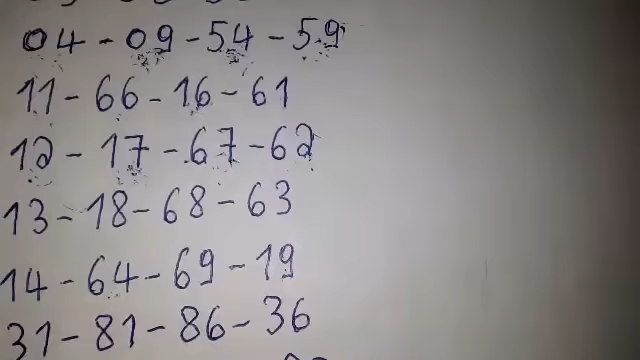 04 - 09 - 54 - 59
11 - 66 - 16 - 61
12 - 17 - 67 - 62
13 - 18 - 68 - 63
14 - 64 - 69 - 19
31 - 81 - 86 - 36